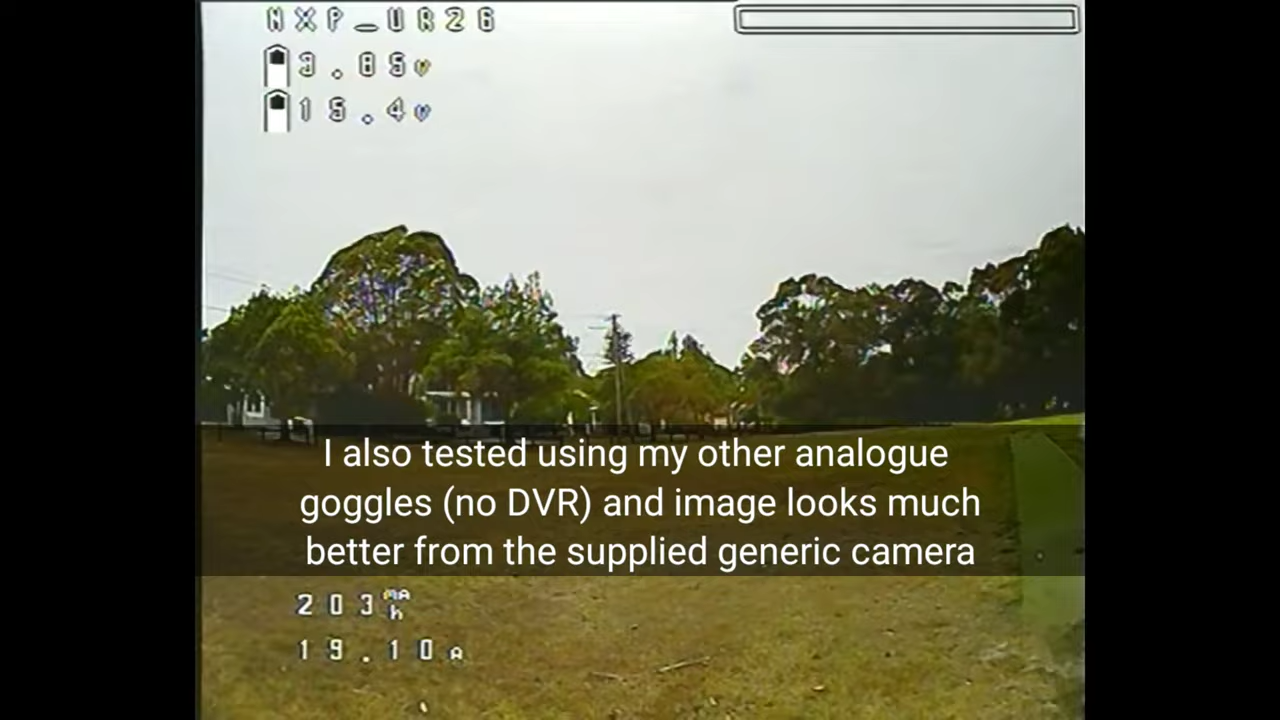 NXP_UR26
3.85v
15.4v
I also tested using my other analogue
goggles (no DVR) and image looks much
better from the supplied generic camera
203mAh
19.10A